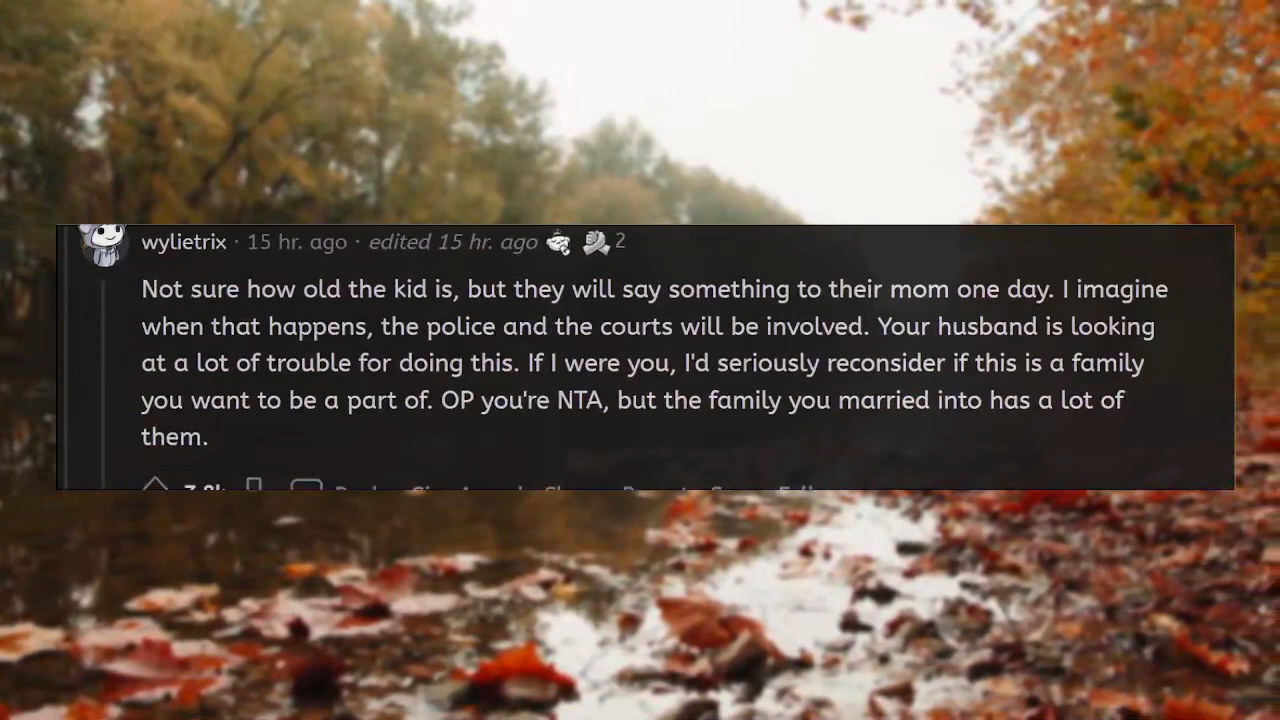 wylietrix · 15 hr. ago · edited 15 hr. ago 2
Not sure how old the kid is, but they will say something to their mom one day. I imagine
when that happens, the police and the courts will be involved. Your husband is looking
at a lot of trouble for doing this. If I were you, I'd seriously reconsider if this is a family
you want to be a part of. OP you're NTA, but the family you married into has a lot of
them.